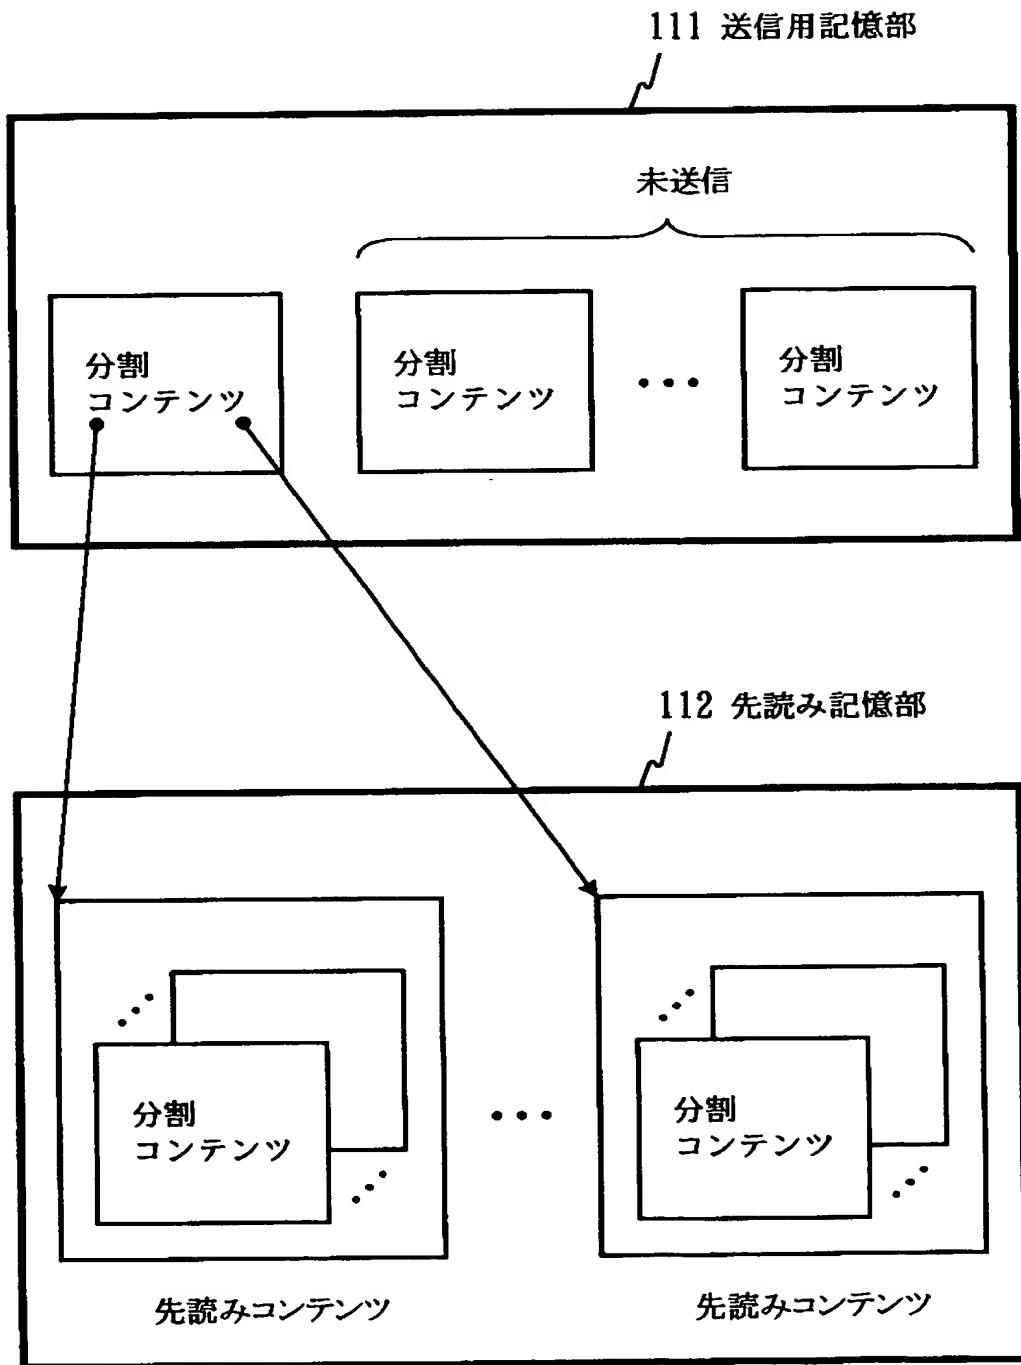 111 送信用記憶部
未送信
分割
コンテンツ
分割
コンテンツ
・・・
分割
コンテンツ
112 先読み記憶部
分割
コンテンツ
・・・
分割
コンテンツ
先読みコンテンツ
先読みコンテンツ